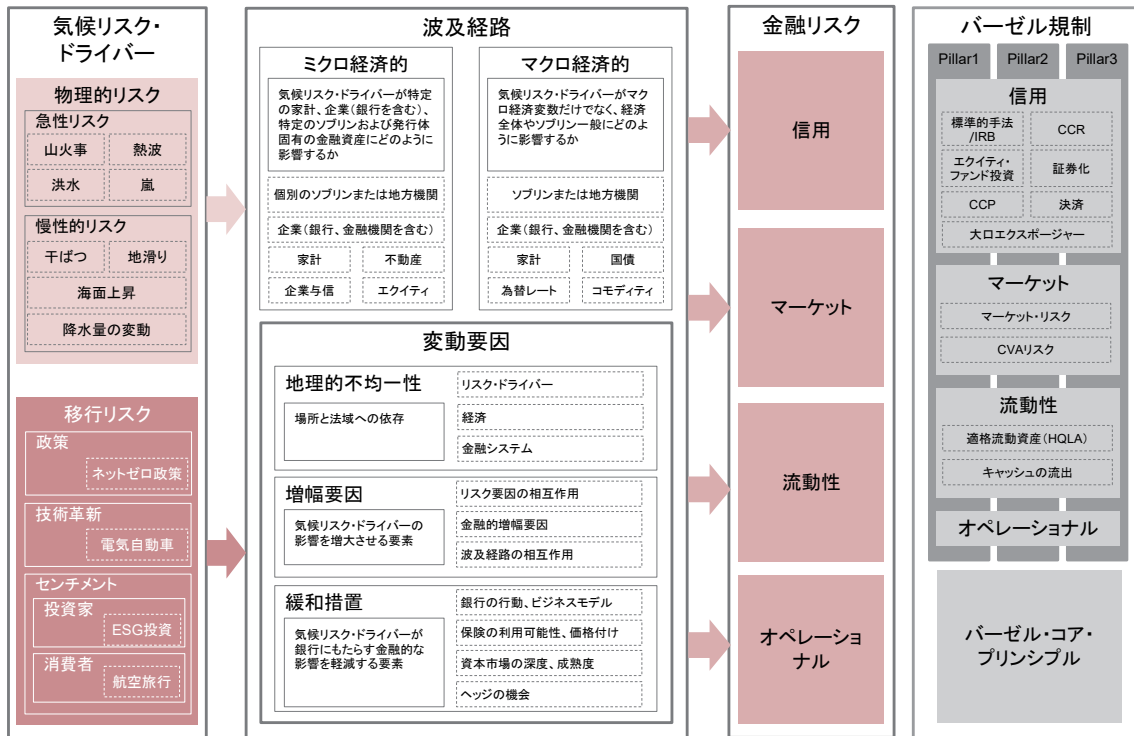 気候リスク・
ドライバー
物理的リスク
急性リスク
山火事
熱波
洪水
嵐
慢性的リスク
干ばつ
地滑り
海面上昇
降水量の変動
移行リスク
政策
ネットゼロ政策
技術革新
電気自動車
センチメント
投資家
ESG投資
消費者
航空旅行
波及経路
ミクロ経済的
気候リスク・ドライバーが特定
の家計、企業(銀行を含む)、
特定のソブリンおよび発行体
固有の金融資産にどのように
影響するか
個別のソブリンまたは地方機関
企業(銀行、金融機関を含む)
家計
不動産
企業与信
エクイティ
マクロ経済的
気候リスク・ドライバーがマク
ロ経済変数だけでなく、経済
全体やソブリン一般にどのよ
うに影響するか
ソブリンまたは地方機関
企業(銀行、金融機関を含む)
家計
国債
為替レート
コモディティ
変動要因
地理的不均一性
場所と法域への依存
リスク・ドライバー
経済
金融システム
増幅要因
気候リスク・ドライバーの
影響を増大させる要素
リスク要因の相互作用
金融的増幅要因
波及経路の相互作用
緩和措置
気候リスク・ドライバーが
銀行にもたらす金融的な
影響を軽減する要素
銀行の行動、ビジネスモデル
保険の利用可能性、価格付け
資本市場の深度、成熟度
ヘッジの機会
金融リスク
信用
マーケット
流動性
オペレーショ
ナル
バーゼル規制
Pillar1
Pillar2
Pillar3
信用
標準的手法
/IRB
CCR
エクイティ・
ファンド投資
証券化
CCP
決済
大口エクスポージャー
マーケット
マーケット・リスク
CVAリスク
流動性
適格流動資産(HQLA)
キャッシュの流出
オペレーショナル
バーゼル・コア・
プリンシプル